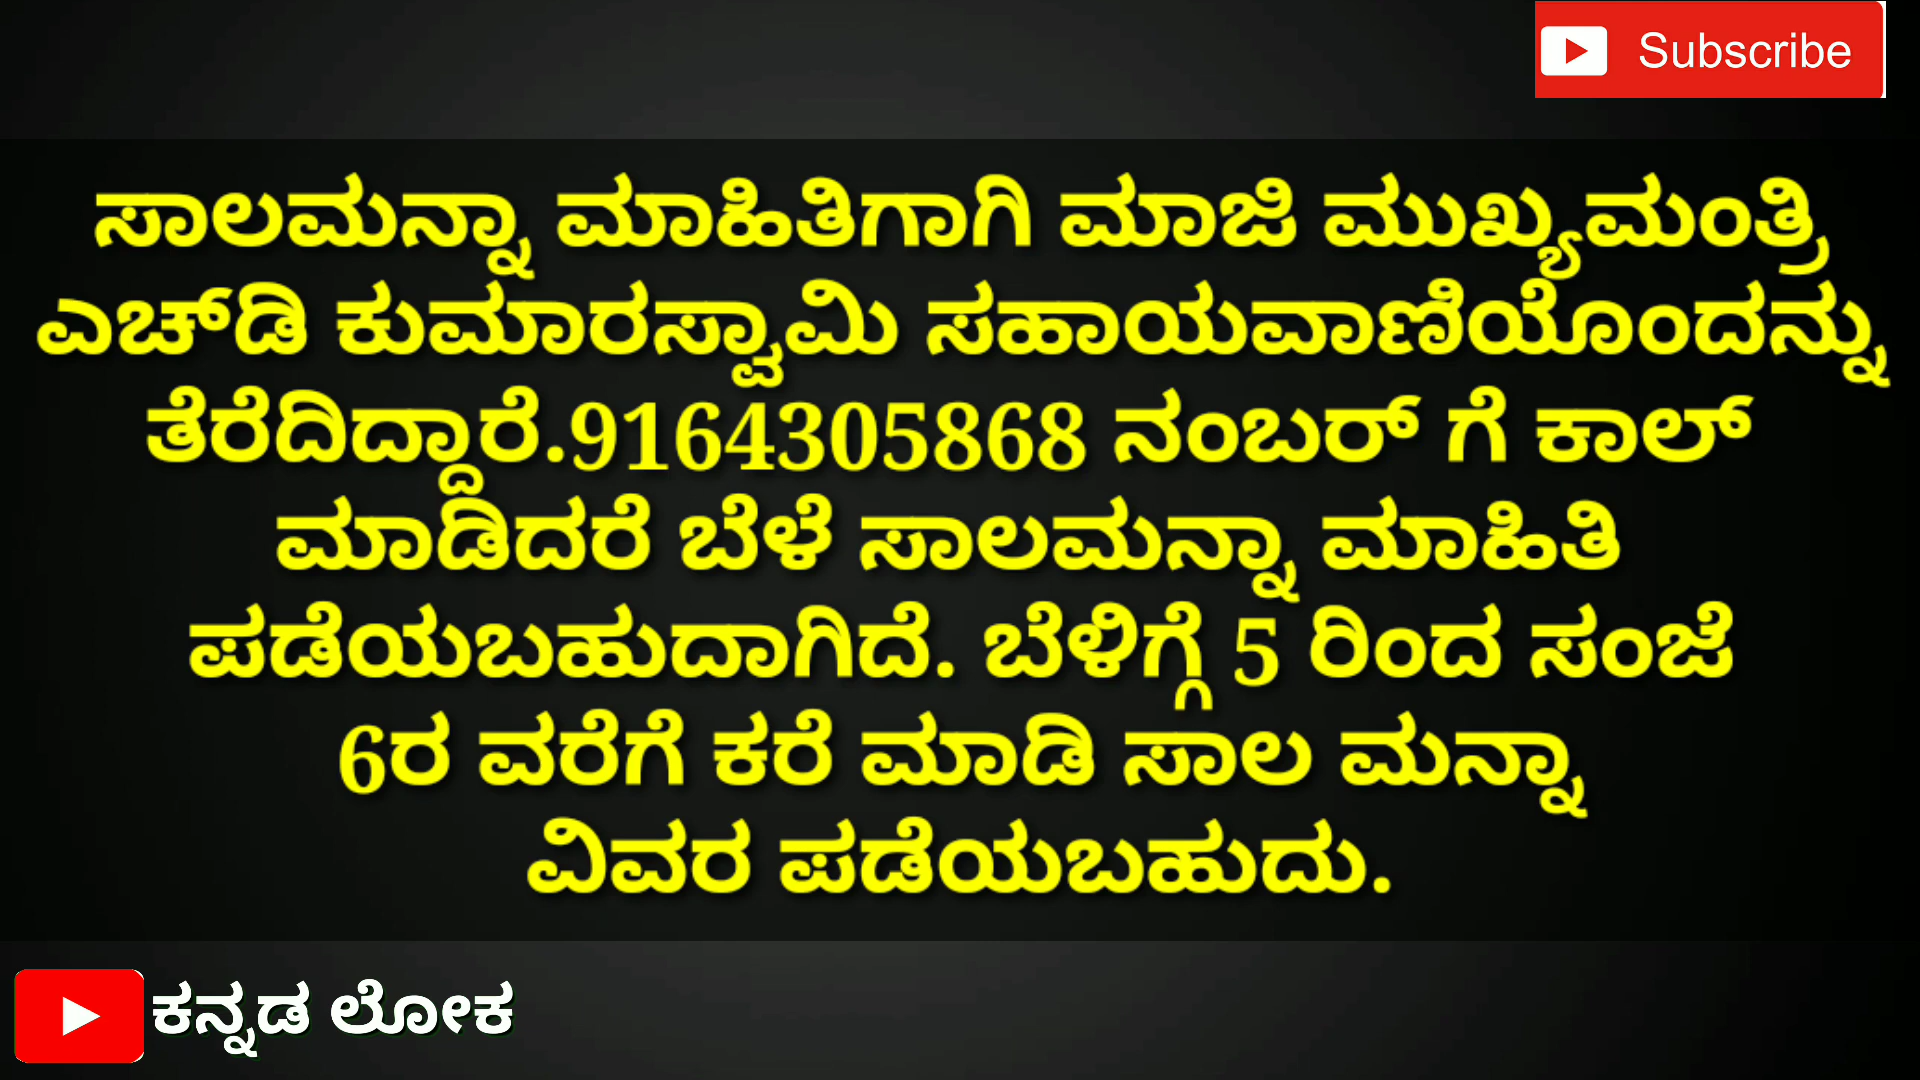 Subscribe
ಸಾಲಮನ್ನಾ ಮಾಹಿತಿಗಾಗಿ ಮಾಜಿ ಮುಖ್ಯಮಂತ್ರಿ
ಎಚ್‌ಡಿ ಕುಮಾರಸ್ವಾಮಿ ಸಹಾಯವಾಣಿಯೊಂದನ್ನು
ತೆರೆದಿದ್ದಾರೆ.9164305868 ನಂಬರ್ ಗೆ ಕಾಲ್
ಮಾಡಿದರೆ ಬೆಳೆ ಸಾಲಮನ್ನಾ ಮಾಹಿತಿ
ಪಡೆಯಬಹುದಾಗಿದೆ. ಬೆಳಿಗ್ಗೆ 5 ರಿಂದ ಸಂಜೆ
6ರ ವರೆಗೆ ಕರೆ ಮಾಡಿ ಸಾಲ ಮನ್ನಾ
ವಿವರ ಪಡೆಯಬಹುದು.
ಕನ್ನಡ ಲೋಕ